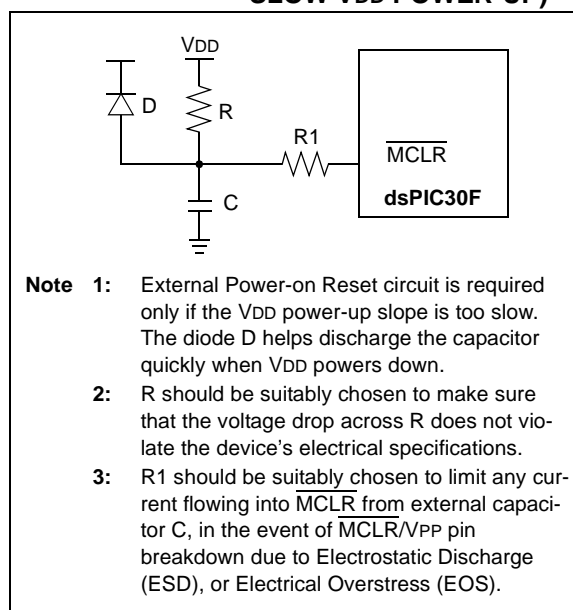 SLOW VDD POWER-UP)
VDD
D
R
R1
MCLR
C
dsPIC30F
Note 1: External Power-on Reset circuit is required
only if the VDD power-up slope is too slow.
The diode D helps discharge the capacitor
quickly when VDD powers down.
2: R should be suitably chosen to make sure
that the voltage drop across R does not vio-
late the device's electrical specifications.
3: R1 should be suitably chosen to limit any cur-
rent flowing into MCLR from external capaci-
tor C, in the event of MCLR/VPP pin
breakdown due to Electrostatic Discharge
(ESD), or Electrical Overstress (EOS).